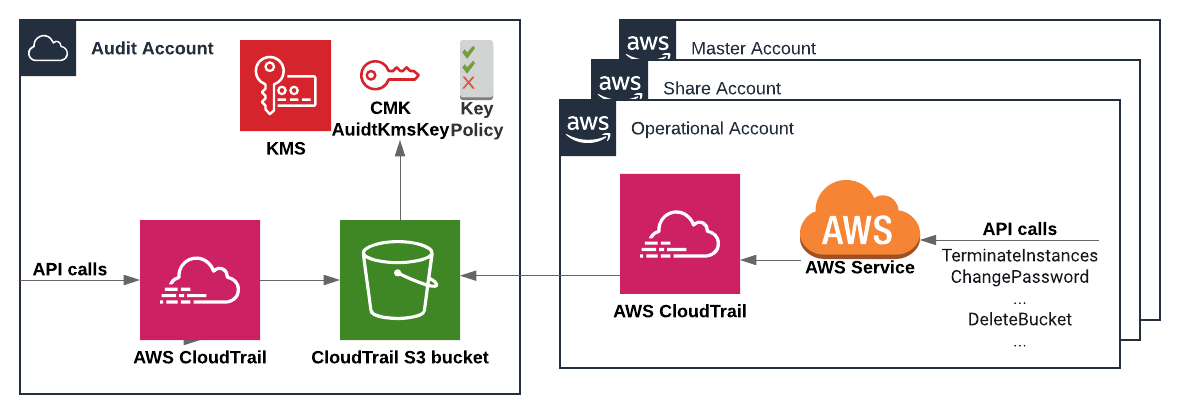 Audit Account
KMS
CMK
AuidtKmsKey
Key
Policy
API calls
AWS CloudTrail
CloudTrail S3 bucket
aws
Master Account
aws
Share Account
aws
Operational Account
AWS CloudTrail
AWS
AWS Service
API calls
TerminateInstances
ChangePassword
...
DeleteBucket
...